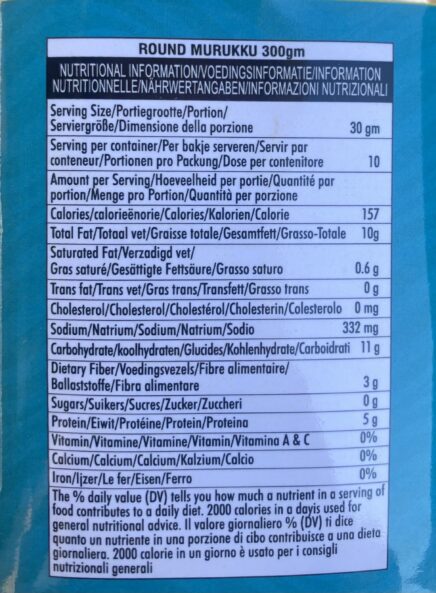 ROUND MURUKKU 300gm
NUTRITIONAL INFORMATION/VOEDINGSINFORMATIE/INFORMATION
NUTRITIONNELLE/NÄHRWERTANGABEN/INFORMAZIONI NUTRIZIONALI
Serving Size/Portiegrootte/Portion/
Serviergröße/Dimensione della porzione 30 gm
Serving per container/Per bakje serveren/Servir par
conteneur/Portionen pro Packung/Dose per contenitore 10
Amount per Serving/Hoeveelheid per portie/Quantité par
portion/Menge pro Portion/Quantità per porzione
Calories/calorieënorie/Calories/Kalorien/Calorie 157
Total Fat/Totaal vet/Graisse totale/Gesamtfett/Grasso-Totale 10g
Saturated Fat/Verzadigd vet/
Gras saturé/Gesättigte Fettsäure/Grasso saturo 0.6 g
Trans fat/Trans vet/Gras trans/Transfett/Grasso trans 0 g
Cholesterol/Cholesterol/Cholestérol/Cholesterin/Colesterolo 0 mg
Sodium/Natrium/Sodium/Natrium/Sodio 332 mg
Carbohydrate/koolhydraten/Glucides/Kohlenhydrate/Carboidrati 11 g
Dietary Fiber/Voedingsvezels/Fibre alimentaire/
Ballaststoffe/Fibra alimentare 3 g
Sugars/Suikers/Sucres/Zucker/Zuccheri 0 g
Protein/Eiwit/Protéine/Protein/Proteina 5 g
Vitamin/Vitamine/Vitamine/Vitamin/Vitamina A & C 0%
Calcium/Calcium/Calcium/Kalzium/Calcio 0%
Iron/Ijzer/Le fer/Eisen/Ferro 0%
The % daily value (DV) tells you how much a nutrient in a serving of
food contributes to a daily diet. 2000 calories in a dayis used for
general nutritional advice. Il valore giornaliero % (DV) ti dice
quanto un nutriente in una porzione di cibo contribuisce a una dieta
giornaliera. 2000 calorie in un giorno è usato per i consigli
nutrizionali generali